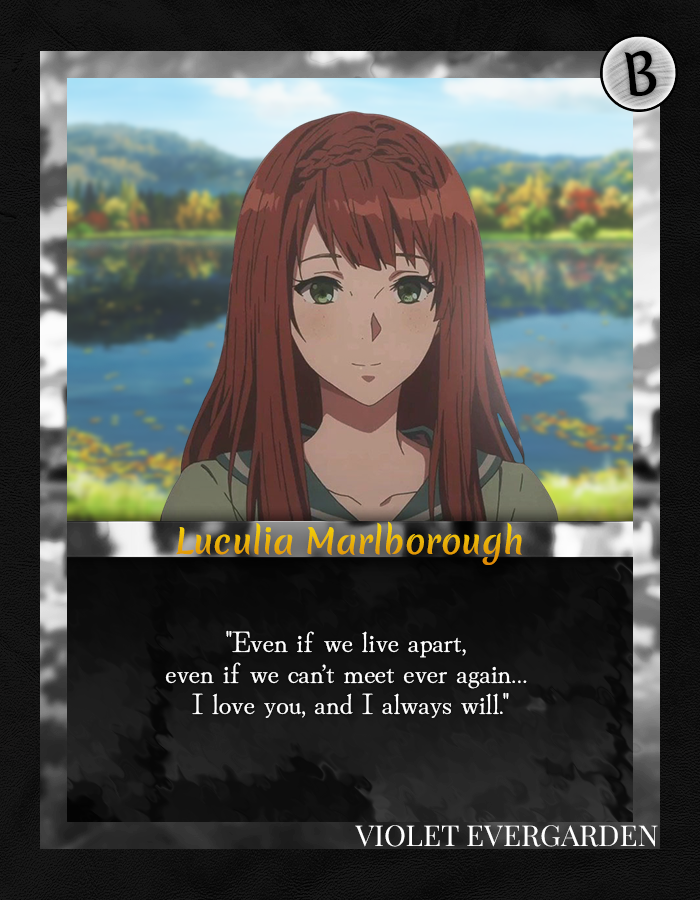 B
Luculia Marlborough
"Even if we live apart,
even if we can't meet ever again...
I love you, and I always will."
VIOLET EVERGARDEN